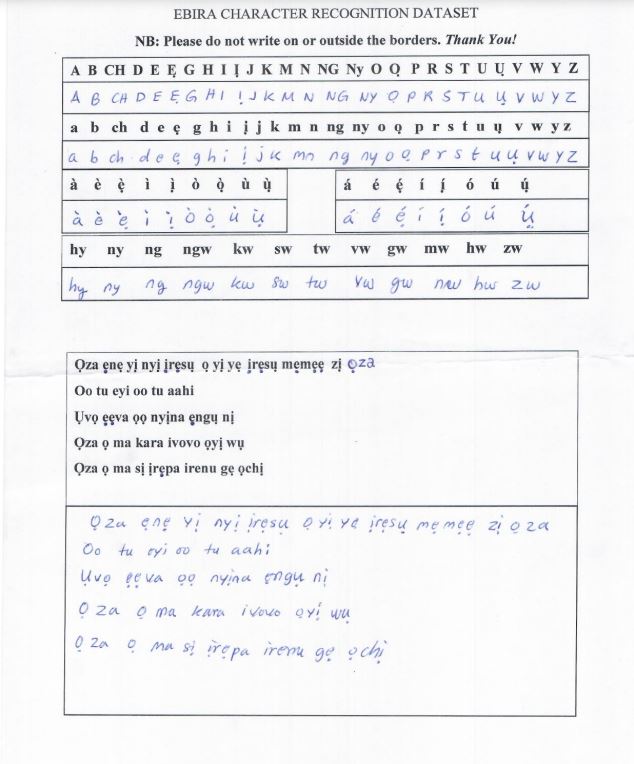 EBIRA CHARACTER RECOGNITION DATASET
NB: Please do not write on or outside the borders. Thank You!
A B CH D E Ẹ G H I Ị J K M N NG Ny O Ọ P R S T U Ụ V W Y Z
A B CH D E Ẹ G H I Ị J K M N NG NY Ọ P R S T U Ụ V W Y Z
a b ch d e ẹ g h i ị j k m n ng ny o ọ p r s t u ụ v w y z
a b ch d e ẹ g h i ị j k m n ng ny o ọ p r s t u ụ v w y z
à è ẹ̀ ì ị̀ ò ọ̀ ù ụ̀ á é ẹ́ í ị́ ó ú ụ́
à è ẹ̀ ì ị̀ ò ọ̀ ù ụ̀ á é ẹ́ í ị́ ó ú ụ́
hy ny ng ngw kw sw tw vw gw mw hw zw
hy ny ng ngw kw sw tw vw gw mw hw zw
Ọza ẹnẹ yị nyị ịrẹsụ ọ yị yẹ ịrẹsụ mẹmẹẹ zị ọza
Oo tu eyi oo tu aahi
Ụvọ ẹẹva ọọ nyịna ẹngụ nị
Ọza ọ ma kara ivovo ọyị wụ
Ọza ọ ma sị ịrẹpa irenu gẹ ọchị
Ọza ẹnẹ yị nyị ịrẹsụ ọ yị yẹ ịrẹsụ mẹmẹẹ zị ọza
Oo tu eyi oo tu aahi
Ụvọ ẹẹva ọọ nyịna ẹngụ nị
Ọza ọ ma kara ivovo ọyị wụ
Ọza ọ ma sị ịrẹpa irenu gẹ ọchị